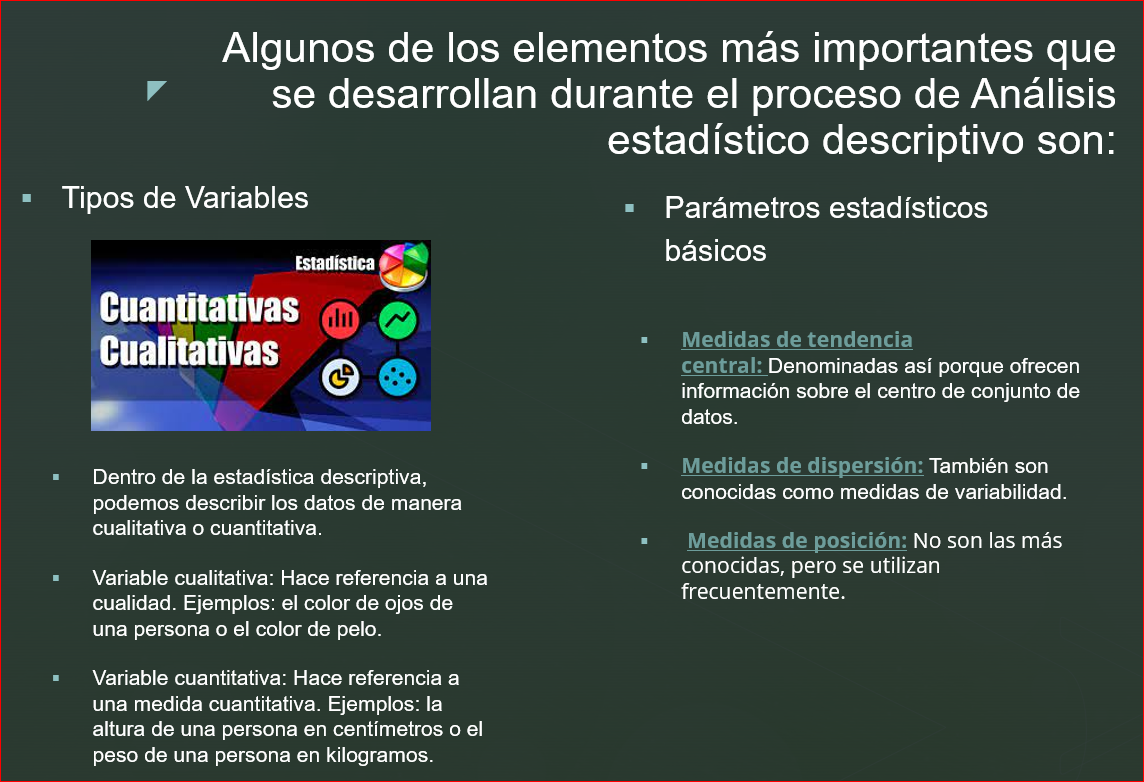 Algunos de los elementos más importantes que
se desarrollan durante el proceso de Análisis
estadístico descriptivo son:
Tipos de Variables
Estadística
Cuantitativas
Cualitativas
Dentro de la estadística descriptiva,
podemos describir los datos de manera
cualitativa o cuantitativa.
Variable cualitativa: Hace referencia a una
cualidad. Ejemplos: el color de ojos de
una persona o el color de pelo.
Variable cuantitativa: Hace referencia a
una medida cuantitativa. Ejemplos: la
altura de una persona en centímetros o el
peso de una persona en kilogramos.
Parámetros estadísticos
básicos
Medidas de tendencia
central: Denominadas así porque ofrecen
información sobre el centro de conjunto de
datos.
Medidas de dispersión: También son
conocidas como medidas de variabilidad.
Medidas de posición: No son las más
conocidas, pero se utilizan
frecuentemente.